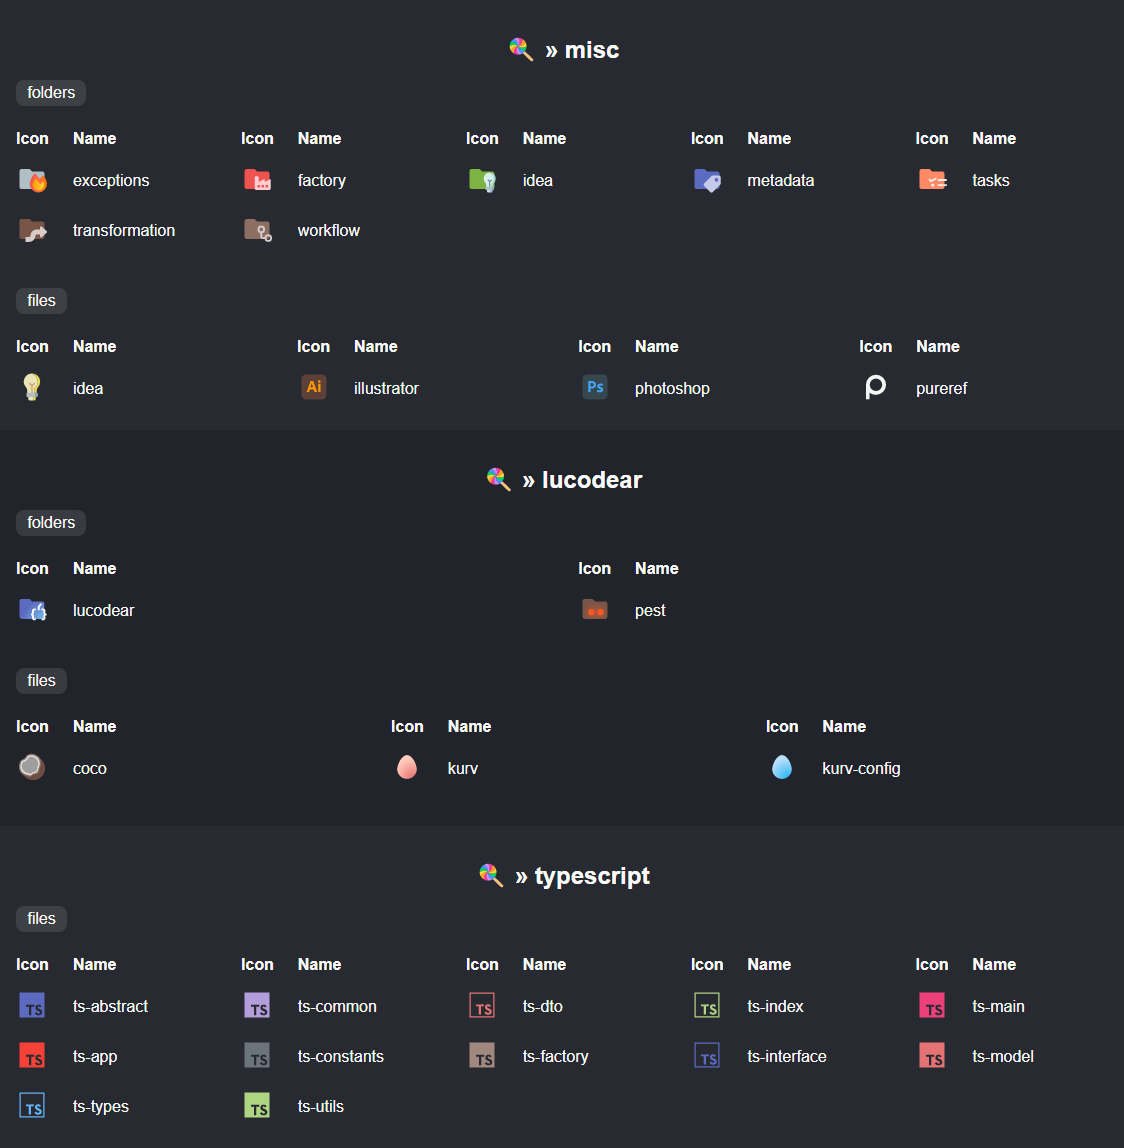 » misc
folders
Icon Name Icon Name Icon Name Icon Name Icon Name
exceptions factory idea metadata tasks
transformation workflow
files
Icon Name Icon Name Icon Name Icon Name
idea Ai illustrator Ps photoshop pureref
» lucodear
folders
Icon Name Icon Name
lucodear pest
files
Icon Name Icon Name Icon Name
coco kurv kurv-config
» typescript
files
Icon Name Icon Name Icon Name Icon Name Icon Name
TS ts-abstract TS ts-common TS ts-dto TS ts-index TS ts-main
TS ts-app TS ts-constants TS ts-factory TS ts-interface TS ts-model
TS ts-types TS ts-utils